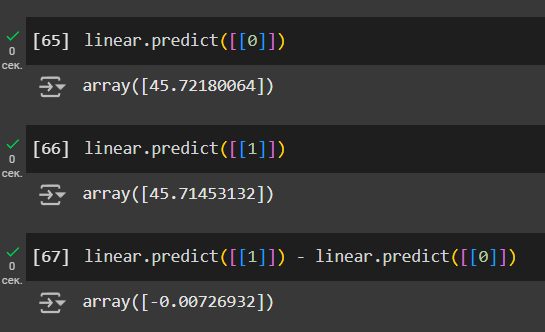 [65] linear.predict([[0]])
0
сек.
array([45.72180064])
[66] linear.predict([[1]])
0
сек.
array([45.71453132])
[67] linear.predict([[1]]) - linear.predict([[0]])
0
сек.
array([-0.00726932])